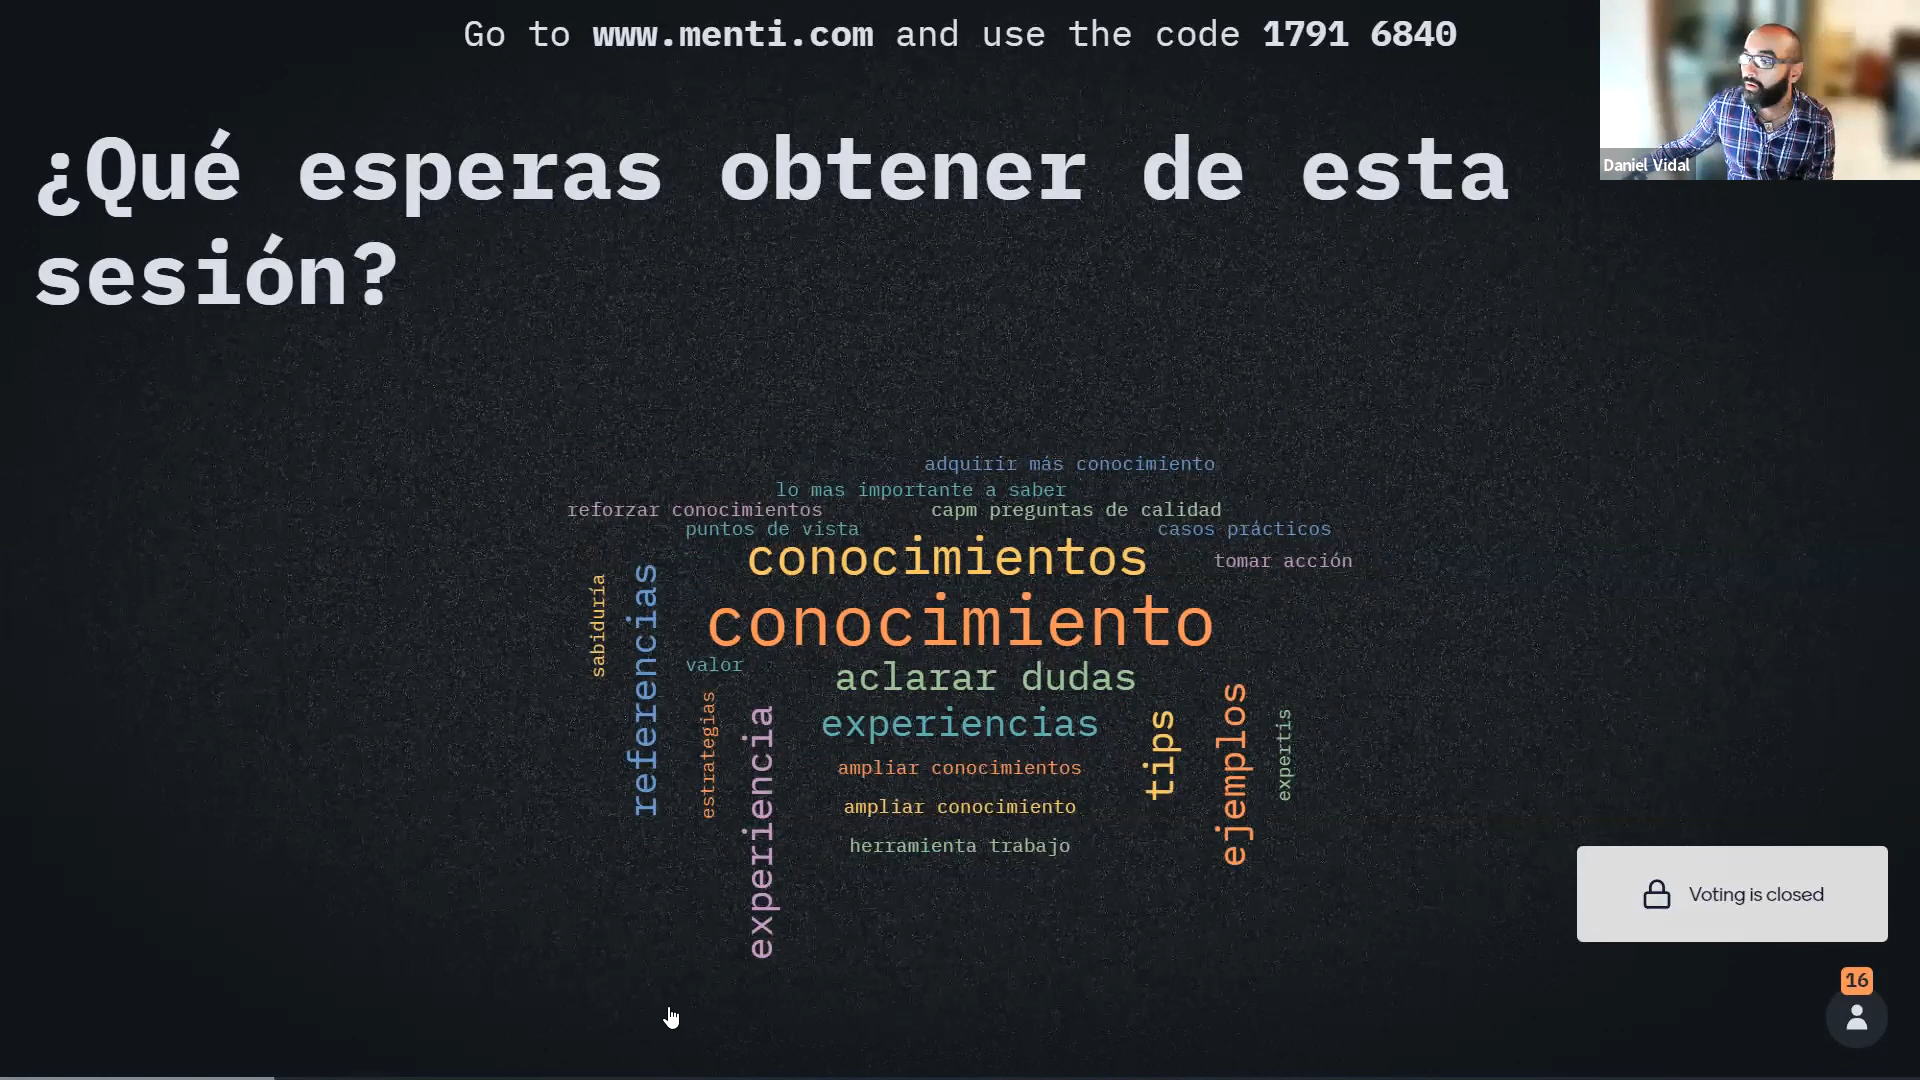 Go to www.menti.com and use the code 1791 6840
Daniel Vidal
¿Qué esperas obtener de esta
sesión?
adquirir más conocimiento
lo mas importante a saber
reforzar conocimientos
capm preguntas de calidad
puntos de vista
casos prácticos
conocimientos
tomar acción
sabiduría
referencias
conocimiento
valor
aclarar dudas
estrategias
experiencia
experiencias
tips
ejemplos
expertis
ampliar conocimientos
ampliar conocimiento
herramienta trabajo
Voting is closed
16